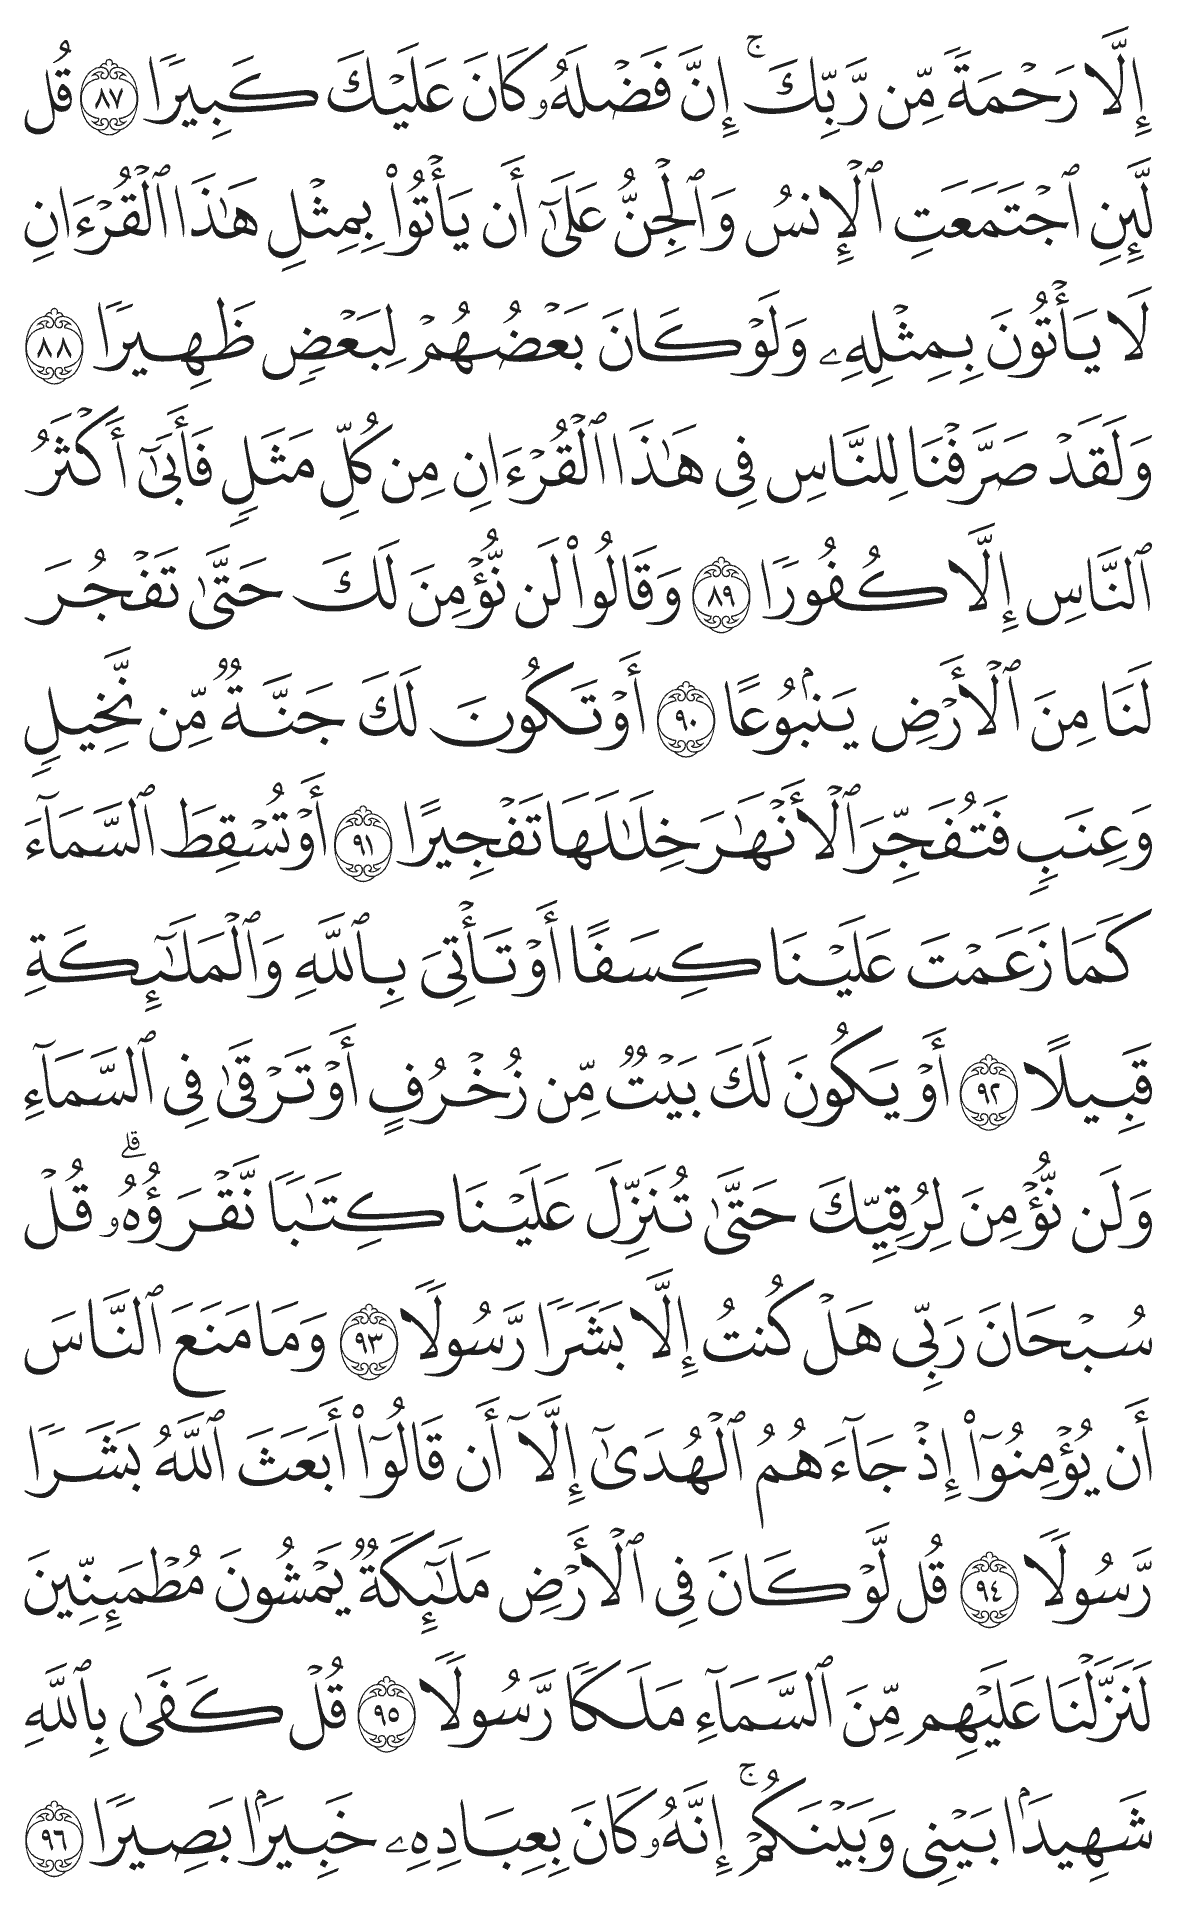 إِلَّا رَحْمَةً مِّن رَّبِّكَ ۚ إِنَّ فَضْلَهُۥ كَانَ عَلَيْكَ كَبِيرًا ٨٧ قُل
لَّئِنِ ٱجْتَمَعَتِ ٱلْإِنسُ وَٱلْجِنُّ عَلَىٰٓ أَن يَأْتُوا۟ بِمِثْلِ هَـٰذَا ٱلْقُرْءَانِ
لَا يَأْتُونَ بِمِثْلِهِۦ وَلَوْ كَانَ بَعْضُهُمْ لِبَعْضٍ ظَهِيرًا ٨٨
وَلَقَدْ صَرَّفْنَا لِلنَّاسِ فِى هَـٰذَا ٱلْقُرْءَانِ مِن كُلِّ مَثَلٍ فَأَبَىٰٓ أَكْثَرُ
ٱلنَّاسِ إِلَّا كُفُورًا ٨٩ وَقَالُوا۟ لَن نُّؤْمِنَ لَكَ حَتَّىٰ تَفْجُرَ
لَنَا مِنَ ٱلْأَرْضِ يَنۢبُوعًا ٩٠ أَوْ تَكُونَ لَكَ جَنَّةٌ مِّن نَّخِيلٍ
وَعِنَبٍ فَتُفَجِّرَ ٱلْأَنْهَـٰرَ خِلَـٰلَهَا تَفْجِيرًا ٩١ أَوْ تُسْقِطَ ٱلسَّمَآءَ
كَمَا زَعَمْتَ عَلَيْنَا كِسَفًا أَوْ تَأْتِىَ بِٱللَّهِ وَٱلْمَلَـٰٓئِكَةِ
قَبِيلًا ٩٢ أَوْ يَكُونَ لَكَ بَيْتٌ مِّن زُخْرُفٍ أَوْ تَرْقَىٰ فِى ٱلسَّمَآءِ
وَلَن نُّؤْمِنَ لِرُقِيِّكَ حَتَّىٰ تُنَزِّلَ عَلَيْنَا كِتَـٰبًا نَّقْرَؤُهُۥ ۗ قُلْ
سُبْحَانَ رَبِّى هَلْ كُنتُ إِلَّا بَشَرًا رَّسُولًا ٩٣ وَمَا مَنَعَ ٱلنَّاسَ
أَن يُؤْمِنُوٓا۟ إِذْ جَآءَهُمُ ٱلْهُدَىٰٓ إِلَّآ أَن قَالُوٓا۟ أَبَعَثَ ٱللَّهُ بَشَرًا
رَّسُولًا ٩٤ قُل لَّوْ كَانَ فِى ٱلْأَرْضِ مَلَـٰٓئِكَةٌ يَمْشُونَ مُطْمَئِنِّينَ
لَنَزَّلْنَا عَلَيْهِم مِّنَ ٱلسَّمَآءِ مَلَكًا رَّسُولًا ٩٥ قُلْ كَفَىٰ بِٱللَّهِ
شَهِيدًۢا بَيْنِى وَبَيْنَكُمْ ۚ إِنَّهُۥ كَانَ بِعِبَادِهِۦ خَبِيرًۢا بَصِيرًا ٩٦